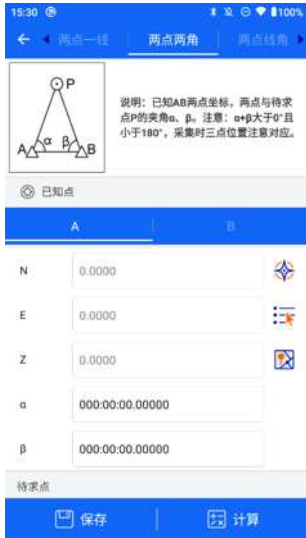 15:30
100%
两点一线 两点两角 两点线角
P
A α β B
说明：已知AB两点坐标，两点与待求
点P的夹角α、β。注意：α+β大于0°且
小于180°，采集时三点位置注意对应。
已知点
A B
N 0.0000
E 0.0000
Z 0.0000
α 000:00:00.00000
β 000:00:00.00000
待求点
保存 计算